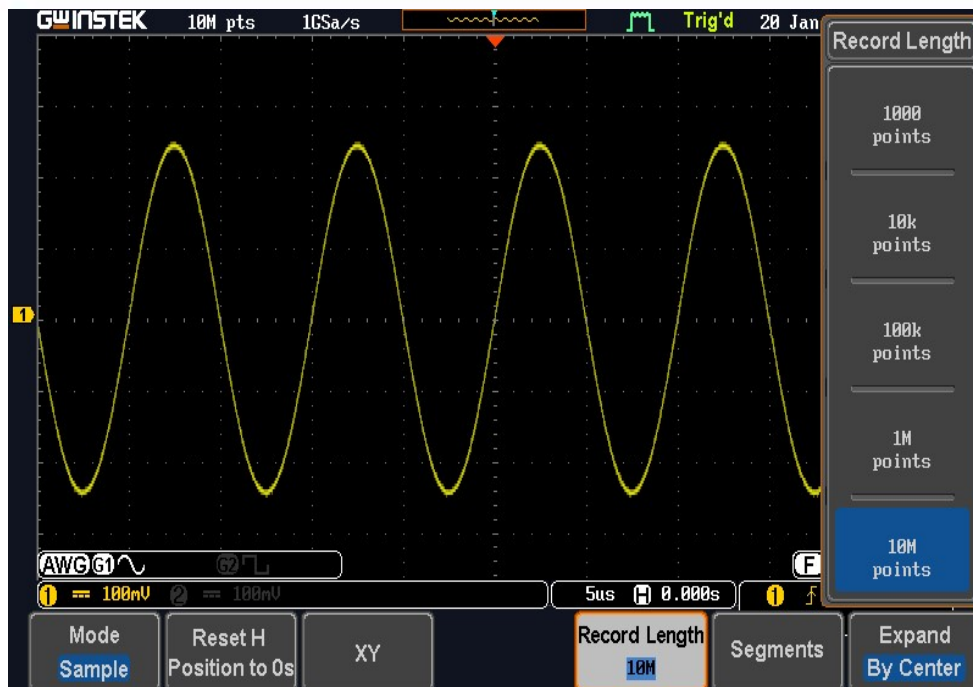 GWINSTEK 10M pts 1GSa/s Trig'd 20 Jan
Record Length
1000
points
10k
points
100k
points
1M
points
10M
points
1
AWG G1 G2 F
1 100mV 2 100mV 5us H 0.000s 1
Mode
Sample
Reset H
Position to 0s
XY
Record Length
10M
Segments
Expand
By Center